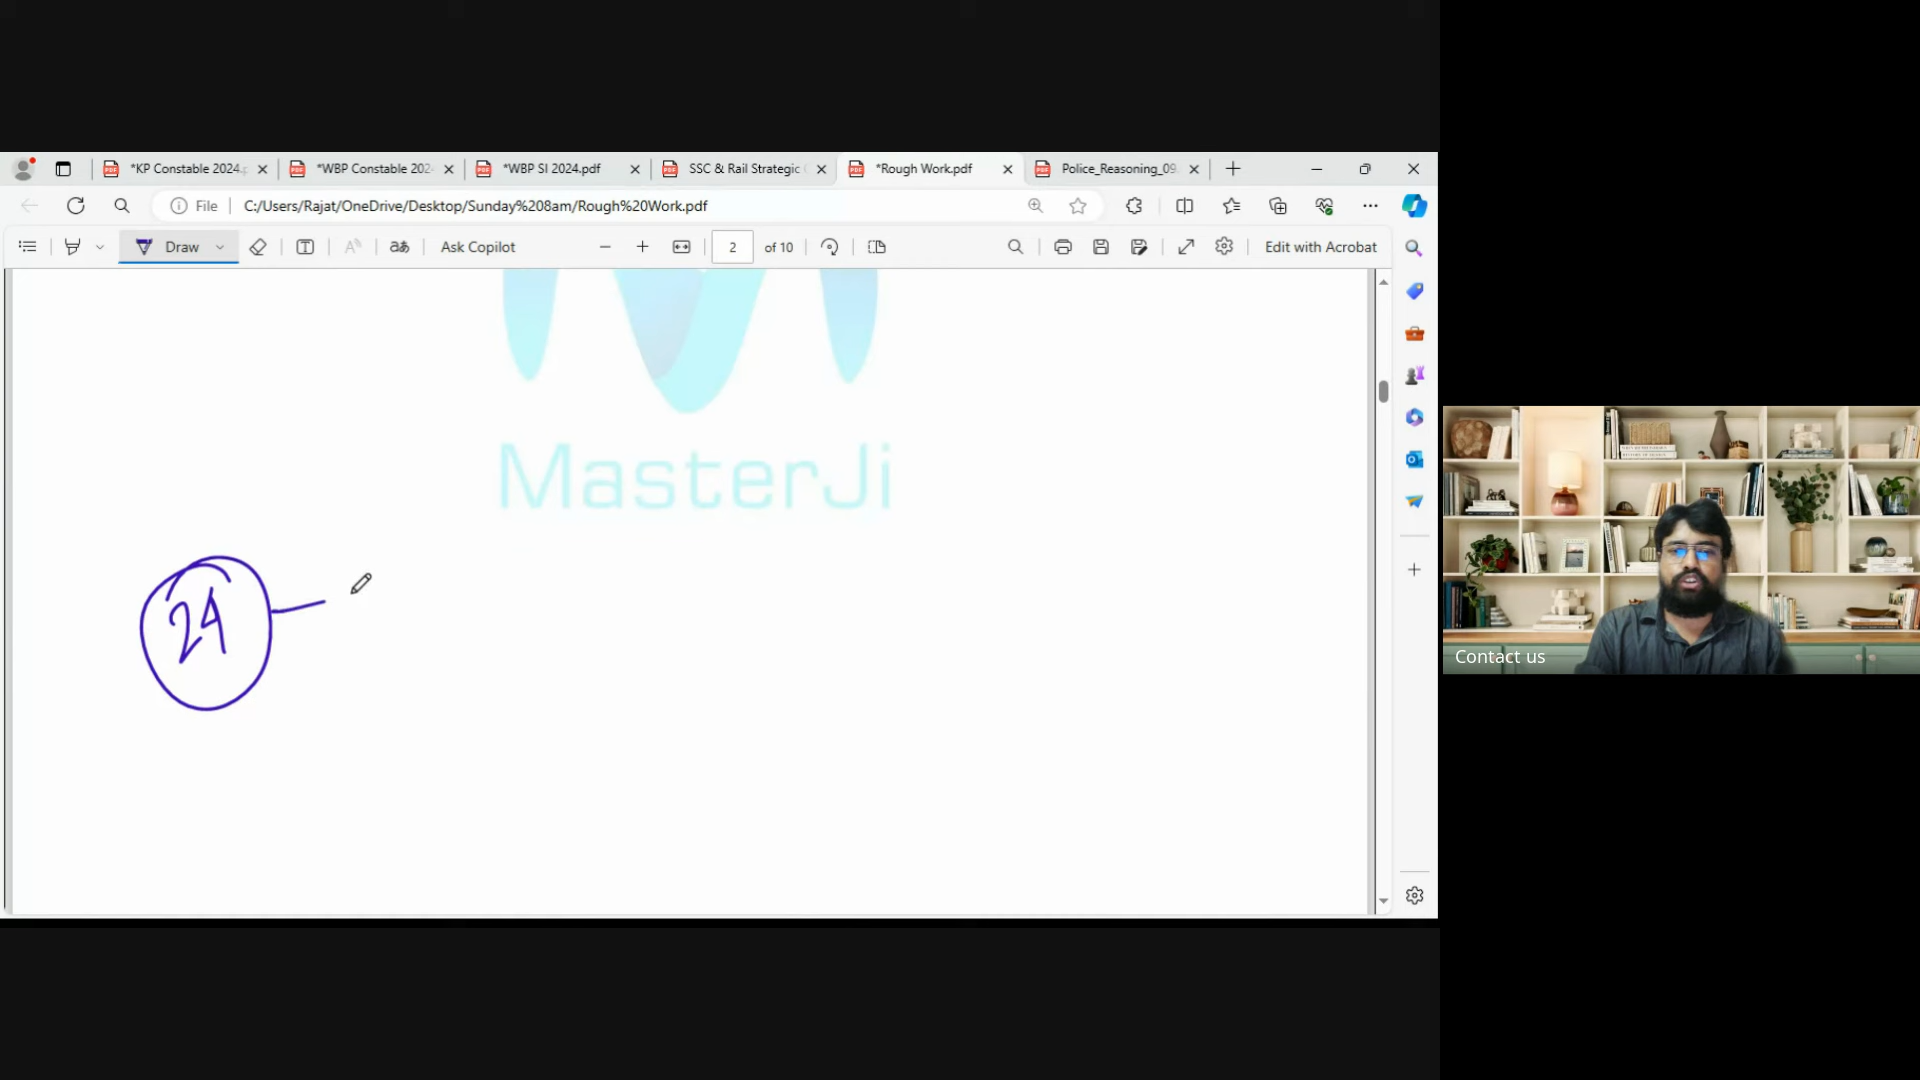 *KP Constable 2024.p
*WBP Constable 202
*WBP SI 2024.pdf
SSC & Rail Strategic
*Rough Work.pdf
Police_Reasoning_09.
File
C:/Users/Rajat/OneDrive/Desktop/Sunday%208am/Rough%20Work.pdf
Draw
Ask Copilot
2
of 10
Edit with Acrobat
MasterJi
24
Contact us